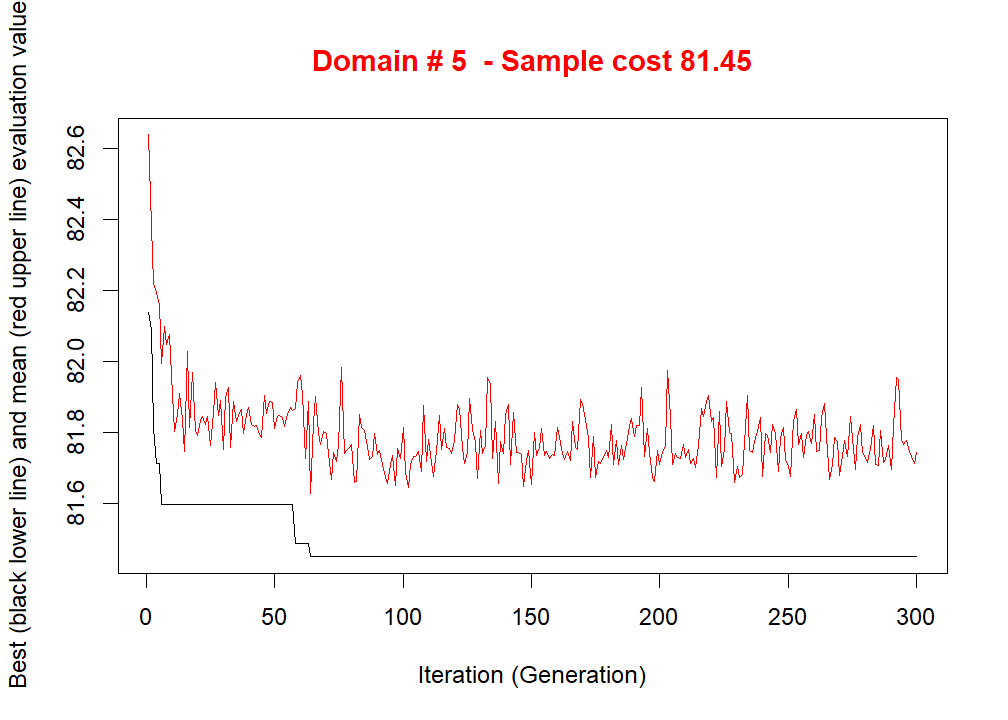 Domain # 5  - Sample cost 81.45
Best (black lower line) and mean (red upper line) evaluation value
82.6
82.4
82.2
82.0
81.8
81.6
0 50 100 150 200 250 300
Iteration (Generation)